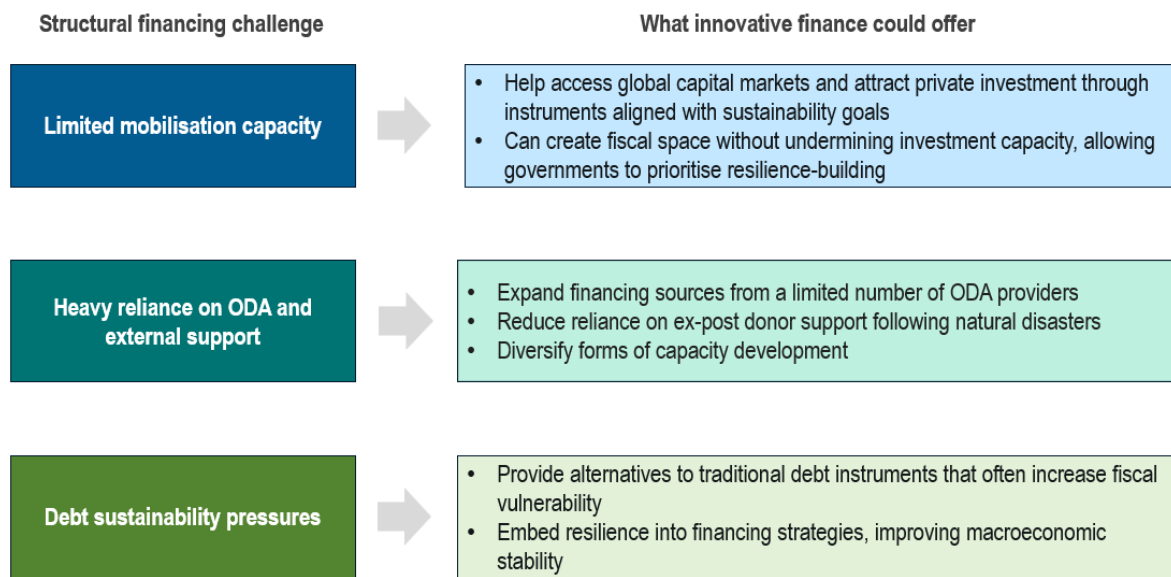 Structural financing challenge
What innovative finance could offer
Limited mobilisation capacity
• Help access global capital markets and attract private investment through
instruments aligned with sustainability goals
• Can create fiscal space without undermining investment capacity, allowing
governments to prioritise resilience-building
Heavy reliance on ODA and
external support
• Expand financing sources from a limited number of ODA providers
• Reduce reliance on ex-post donor support following natural disasters
• Diversify forms of capacity development
Debt sustainability pressures
• Provide alternatives to traditional debt instruments that often increase fiscal
vulnerability
• Embed resilience into financing strategies, improving macroeconomic
stability